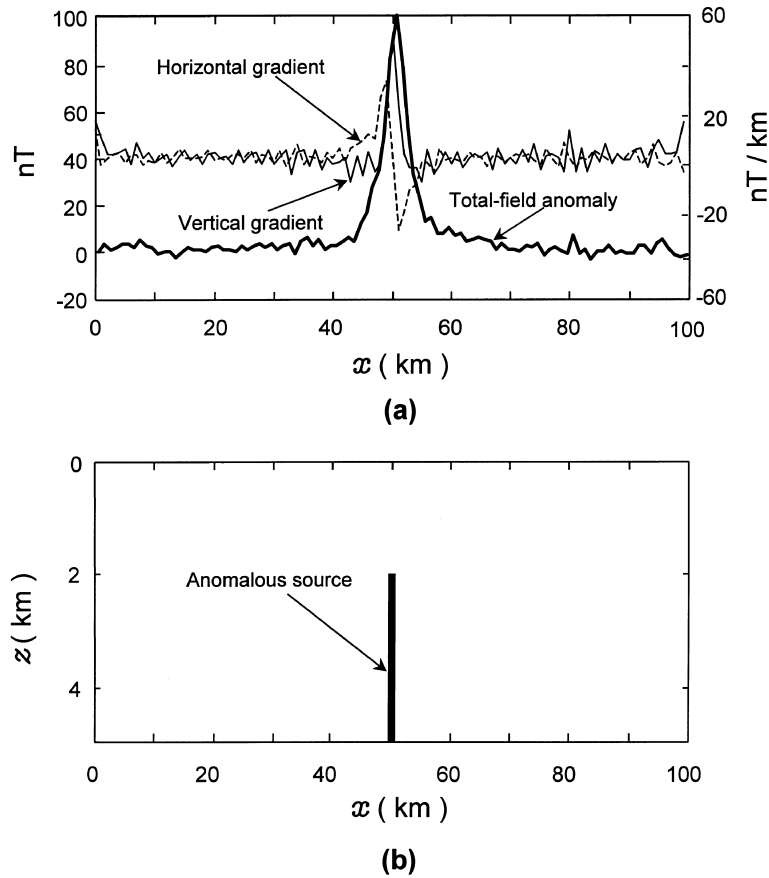 100
80
60
40
20
0
-20
nT
60
20
-20
-60
nT / km
Horizontal gradient
Vertical gradient
Total-field anomaly
0 20 40 60 80 100
x ( km )
(a)
0
2
4
z ( km )
Anomalous source
0 20 40 60 80 100
x ( km )
(b)